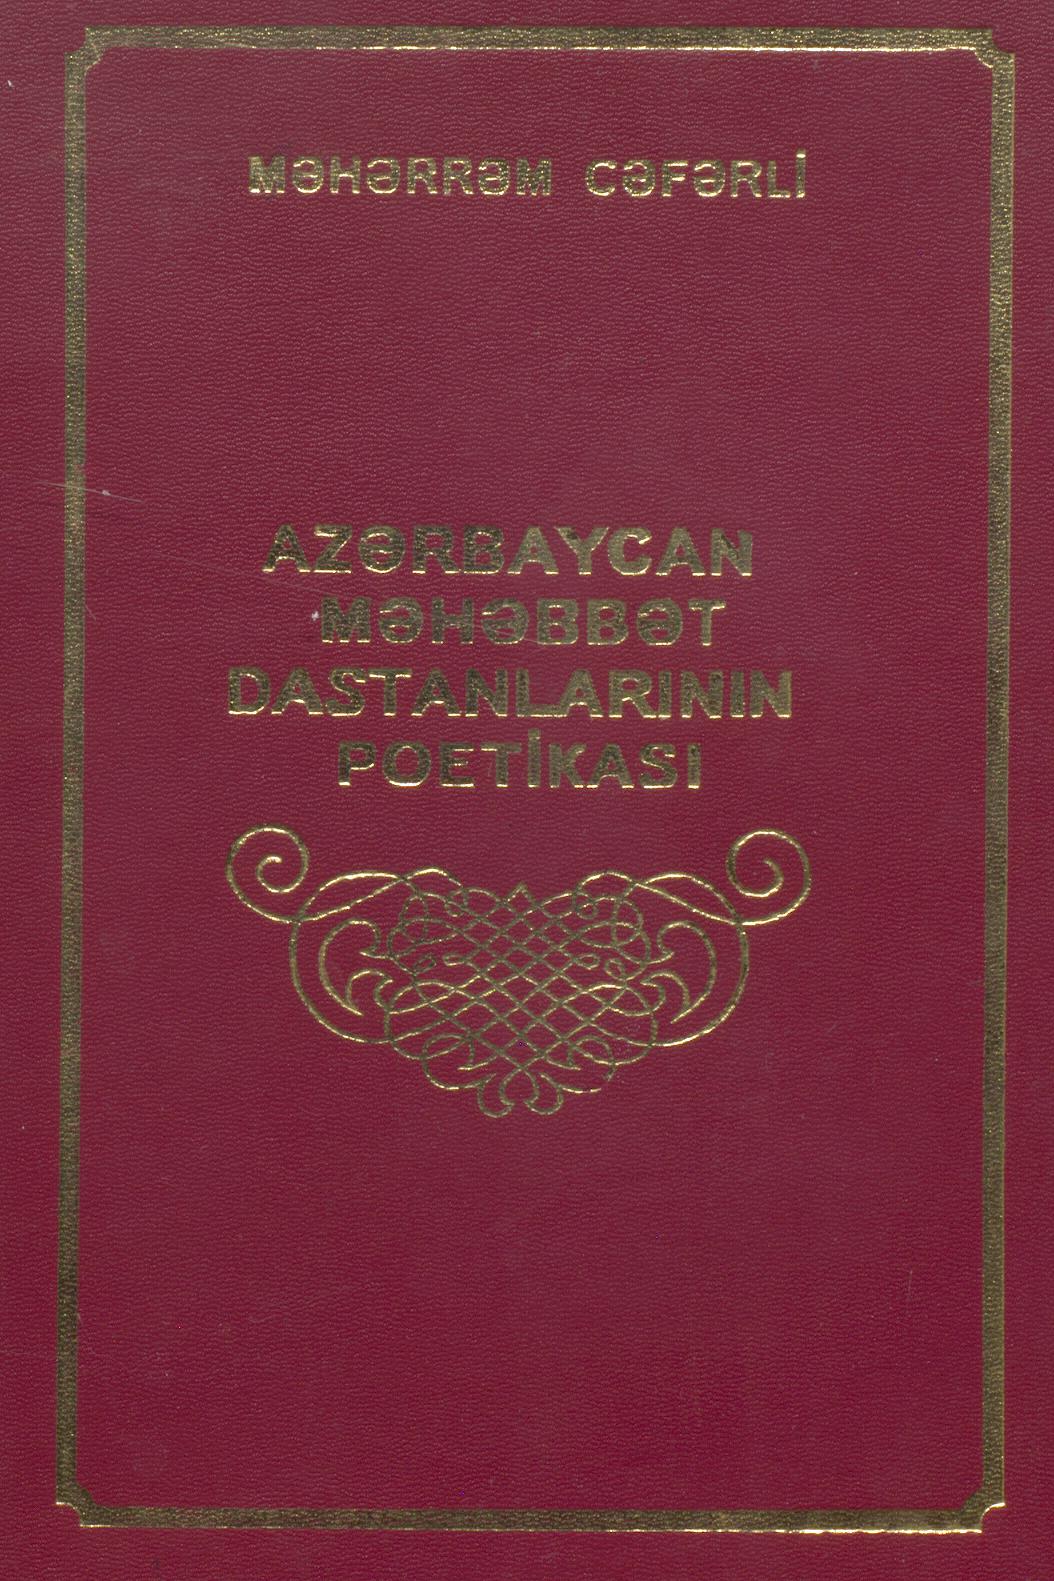 MƏHƏRRƏM CƏFƏRLİ
AZƏRBAYCAN
MƏHƏBBƏT
DASTANLARININ
POETİKASI